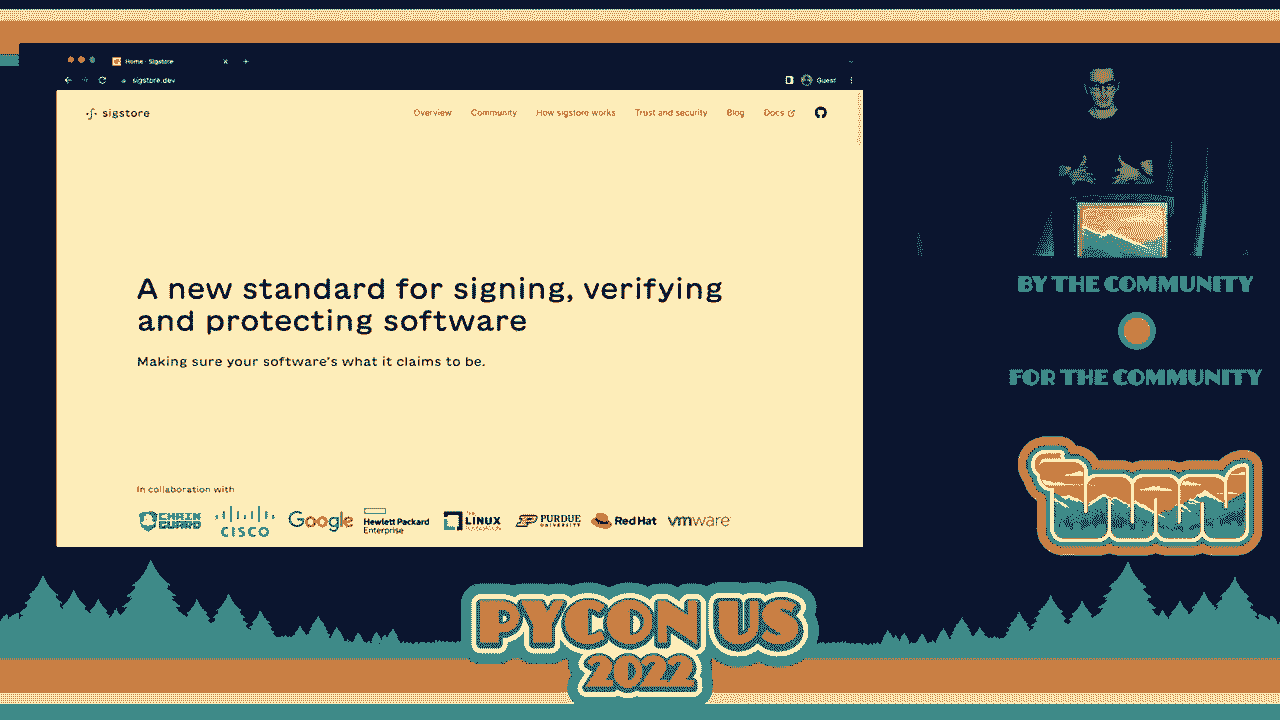 Home · Sigstore
sigstore.dev
Guest
sigstore
Overview
Community
How sigstore works
Trust and security
Blog
Docs
A new standard for signing, verifying
and protecting software
Making sure your software's what it claims to be.
In collaboration with
CHAIN
GUARD
CISCO
Google
Hewlett Packard
Enterprise
THE
LINUX
FOUNDATION
PURDUE
UNIVERSITY
Red Hat
vmware
BY THE COMMUNITY
FOR THE COMMUNITY
PYCON US
2022